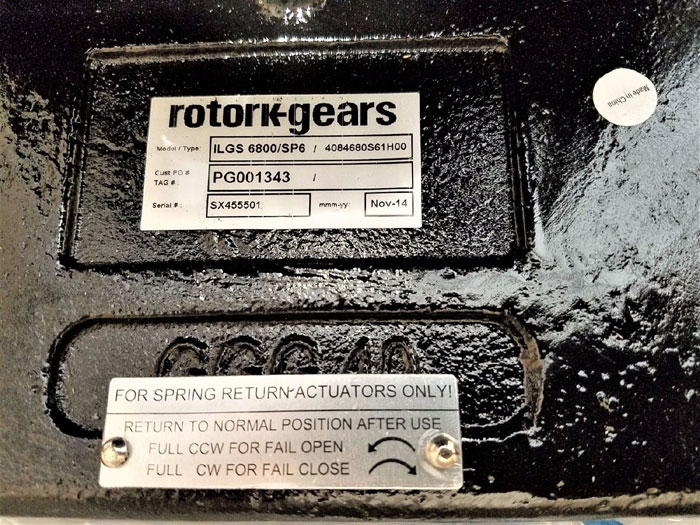 rotork-gears
Made in China
Model / Type: ILGS 6800/SP6 / 4084680S61H00
Cust PO #
TAG #: PG001343 /
Serial #: SX455501 mmm-yy: Nov-14
FOR SPRING RETURN ACTUATORS ONLY!
RETURN TO NORMAL POSITION AFTER USE
FULL CCW FOR FAIL OPEN
FULL CW FOR FAIL CLOSE